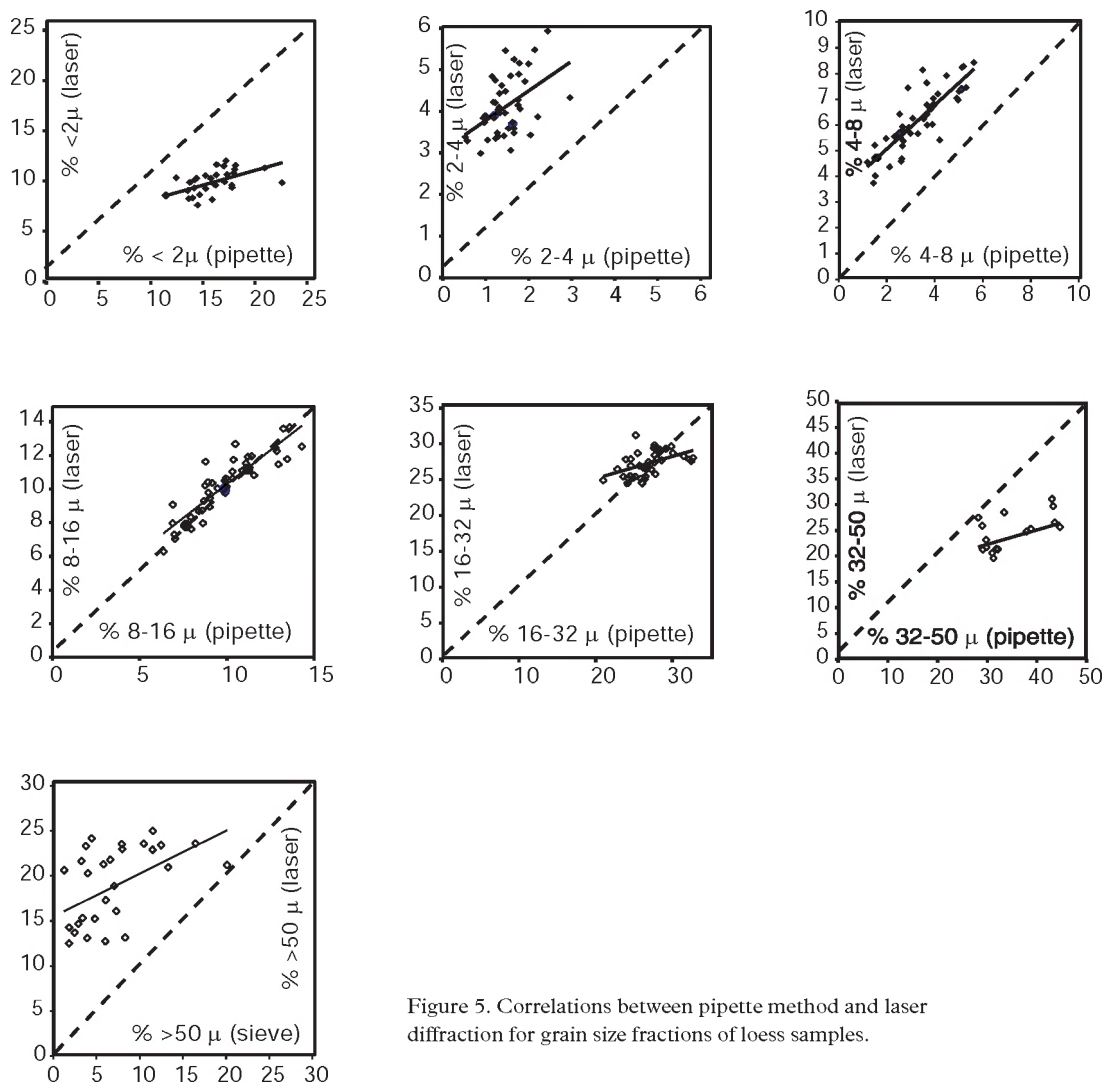 25
20
15
10
5
0
% <2μ (laser)
% < 2μ (pipette)
0 5 10 15 20 25
6
5
4
3
2
1
0
% 2-4 μ (laser)
% 2-4 μ (pipette)
0 1 2 3 4 5 6
10
9
8
7
6
5
4
3
2
1
0
% 4-8 μ (laser)
% 4-8 μ (pipette)
0 2 4 6 8 10
14
12
10
8
6
4
2
0
% 8-16 μ (laser)
% 8-16 μ (pipette)
0 5 10 15
35
30
25
20
15
10
5
0
% 16-32 μ (laser)
% 16-32 μ (pipette)
0 10 20 30
50
45
40
35
30
25
20
15
10
5
0
% 32-50 μ (laser)
% 32-50 μ (pipette)
0 10 20 30 40 50
30
25
20
15
10
5
0
% >50 μ (laser)
% >50 μ (sieve)
0 5 10 15 20 25 30
Figure 5. Correlations between pipette method and laser
diffraction for grain size fractions of loess samples.